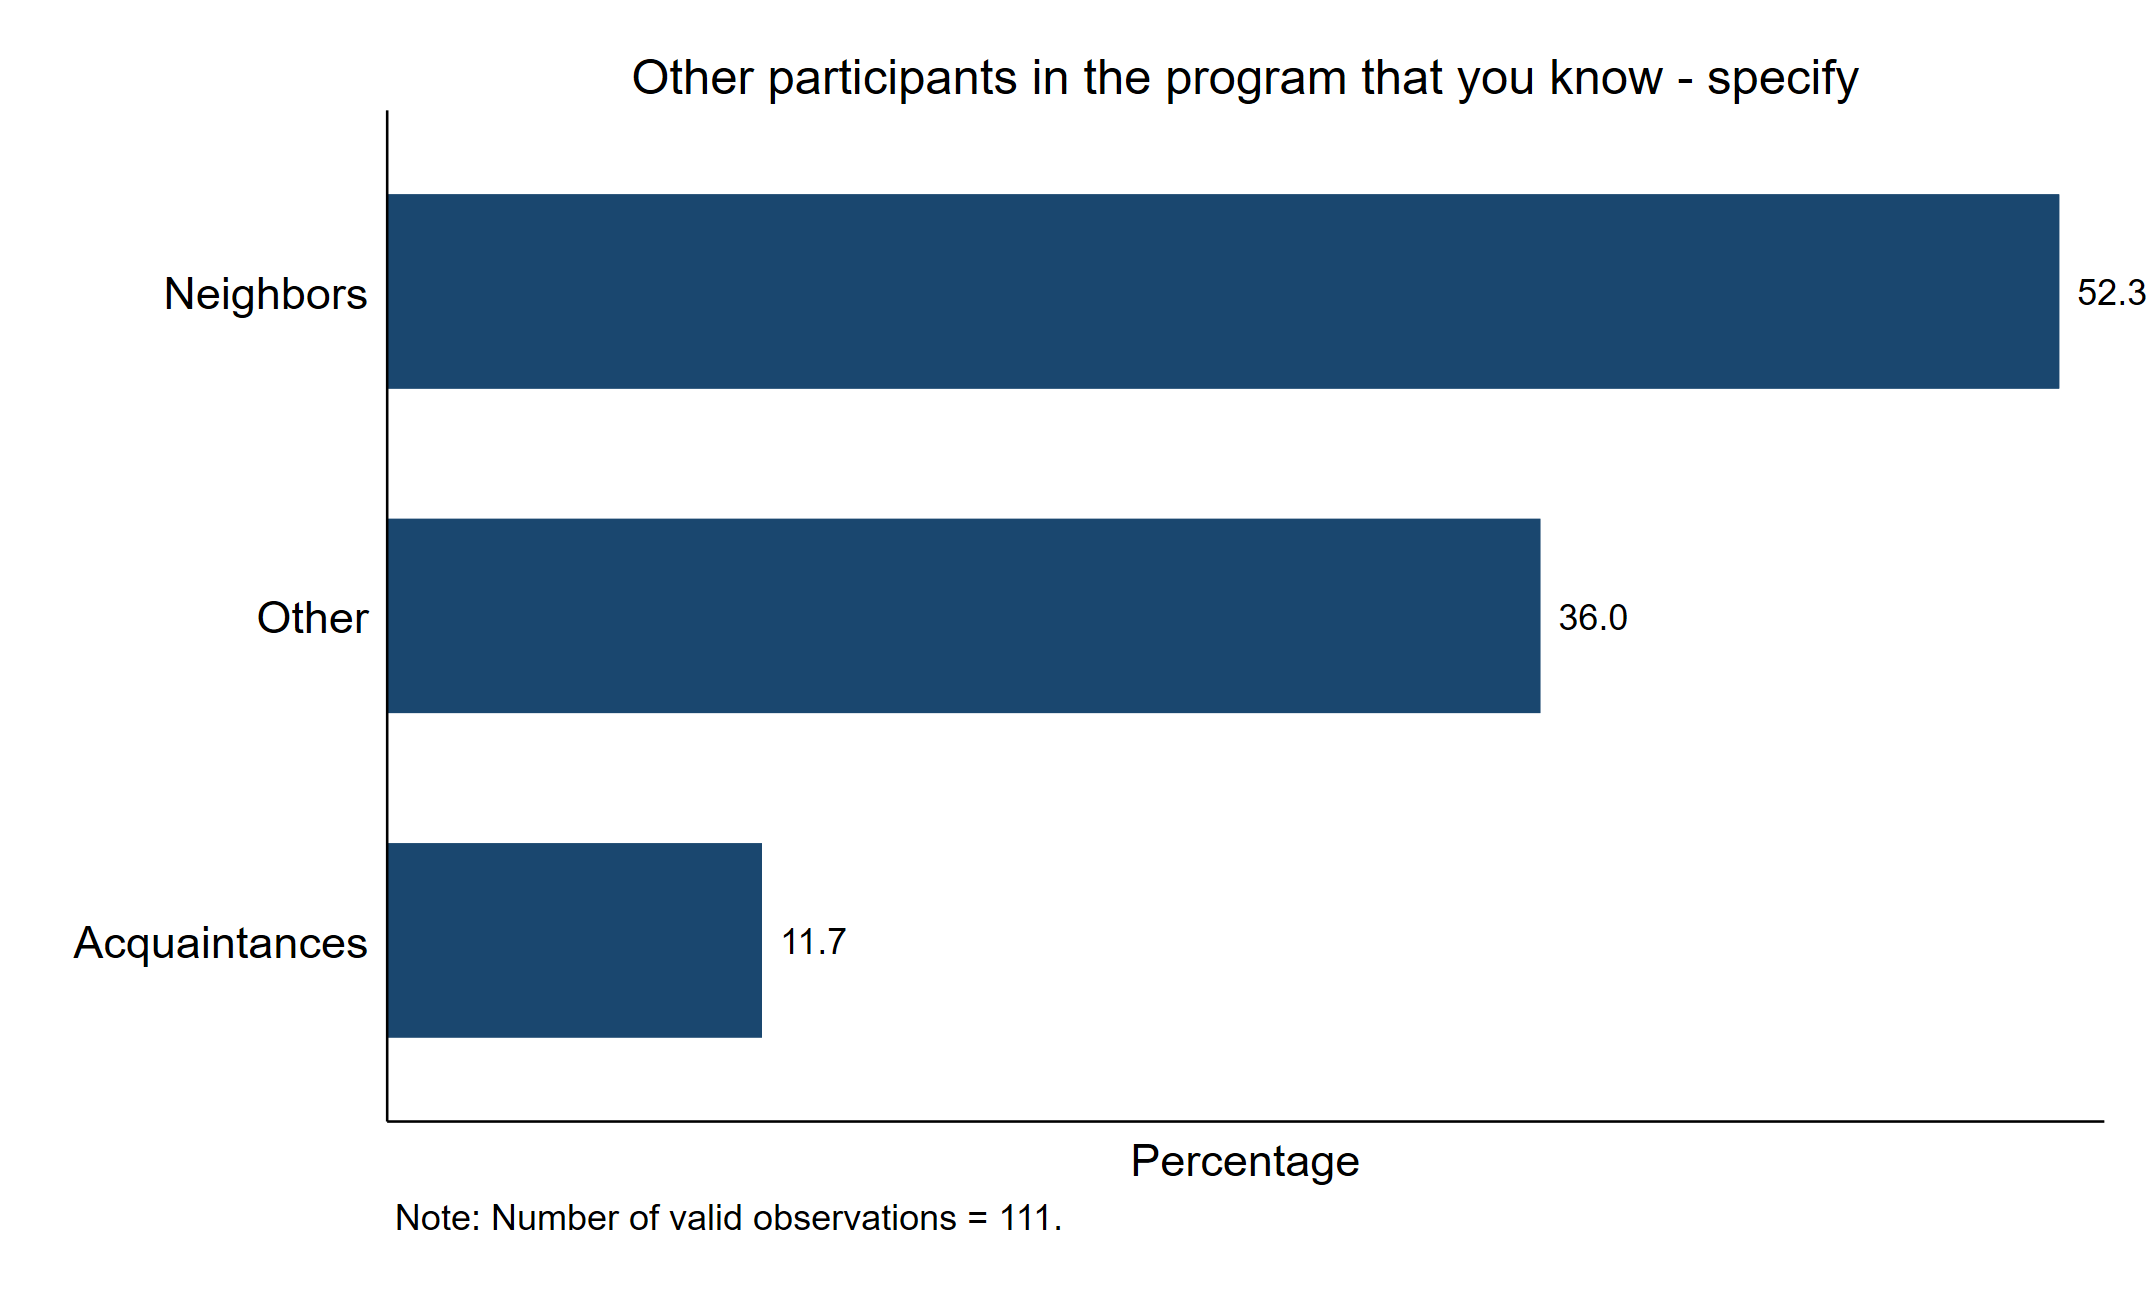 Other participants in the program that you know - specify
Neighbors
52.3
Other
36.0
Acquaintances
11.7
Percentage
Note: Number of valid observations = 111.